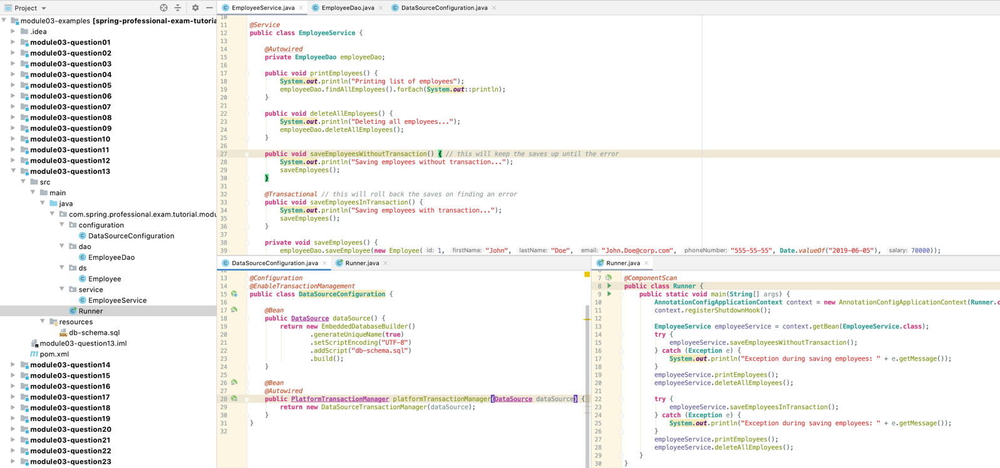 Project
module03-examples [spring-professional-exam-tutoria
.idea
module03-question01
module03-question02
module03-question03
module03-question04
module03-question05
module03-question06
module03-question07
module03-question08
module03-question09
module03-question10
module03-question11
module03-question12
module03-question13
src
main
java
com.spring.professional.exam.tutorial.modu
configuration
DataSourceConfiguration
dao
EmployeeDao
ds
Employee
service
EmployeeService
Runner
resources
db-schema.sql
module03-question13.iml
pom.xml
module03-question14
module03-question15
module03-question16
module03-question17
module03-question18
module03-question19
module03-question20
module03-question21
module03-question22
module03-question23
EmployeeService.java EmployeeDao.java DataSourceConfiguration.java
10
11 @Service
12 public class EmployeeService {
13
14 @Autowired
15 private EmployeeDao employeeDao;
16
17 public void printEmployees() {
18 System.out.println("Printing list of employees");
19 employeeDao.findAllEmployees().forEach(System.out::println);
20 }
21
22 public void deleteAllEmployees() {
23 System.out.println("Deleting all employees...");
24 employeeDao.deleteAllEmployees();
25 }
26
27 public void saveEmployeesWithoutTransaction() { // this will keep the saves up until the error
28 System.out.println("Saving employees without transaction...");
29 saveEmployees();
30 }
31
32 @Transactional // this will roll back the saves on finding an error
33 public void saveEmployeesInTransaction() {
34 System.out.println("Saving employees with transaction...");
35 saveEmployees();
36 }
37
38 private void saveEmployees() {
39 employeeDao.saveEmployee(new Employee( id: 1, firstName: "John", lastName: "Doe", email: "John.Doe@corp.com", phoneNumber: "555-55-55", Date.valueOf("2019-06-05"), salary: 70000));
DataSourceConfiguration.java Runner.java
12
13 @Configuration
14 @EnableTransactionManagement
15 public class DataSourceConfiguration {
16
17 @Bean
18 public DataSource dataSource() {
19 return new EmbeddedDatabaseBuilder()
20 .generateUniqueName(true)
21 .setScriptEncoding("UTF-8")
22 .addScript("db-schema.sql")
23 .build();
24 }
25
26 @Bean
27 @Autowired
28 public PlatformTransactionManager platformTransactionManager(DataSource dataSource) {
29 return new DataSourceTransactionManager(dataSource);
30 }
31 }
32
Runner.java
6
7 @ComponentScan
8 public class Runner {
9 public static void main(String[] args) {
10 AnnotationConfigApplicationContext context = new AnnotationConfigApplicationContext(Runner.c
11 context.registerShutdownHook();
12
13 EmployeeService employeeService = context.getBean(EmployeeService.class);
14 try {
15 employeeService.saveEmployeesWithoutTransaction();
16 } catch (Exception e) {
17 System.out.println("Exception during saving employees: " + e.getMessage());
18 }
19 employeeService.printEmployees();
20 employeeService.deleteAllEmployees();
21
22 try {
23 employeeService.saveEmployeesInTransaction();
24 } catch (Exception e) {
25 System.out.println("Exception during saving employees: " + e.getMessage());
26 }
27 employeeService.printEmployees();
28 employeeService.deleteAllEmployees();
29 }
30 }